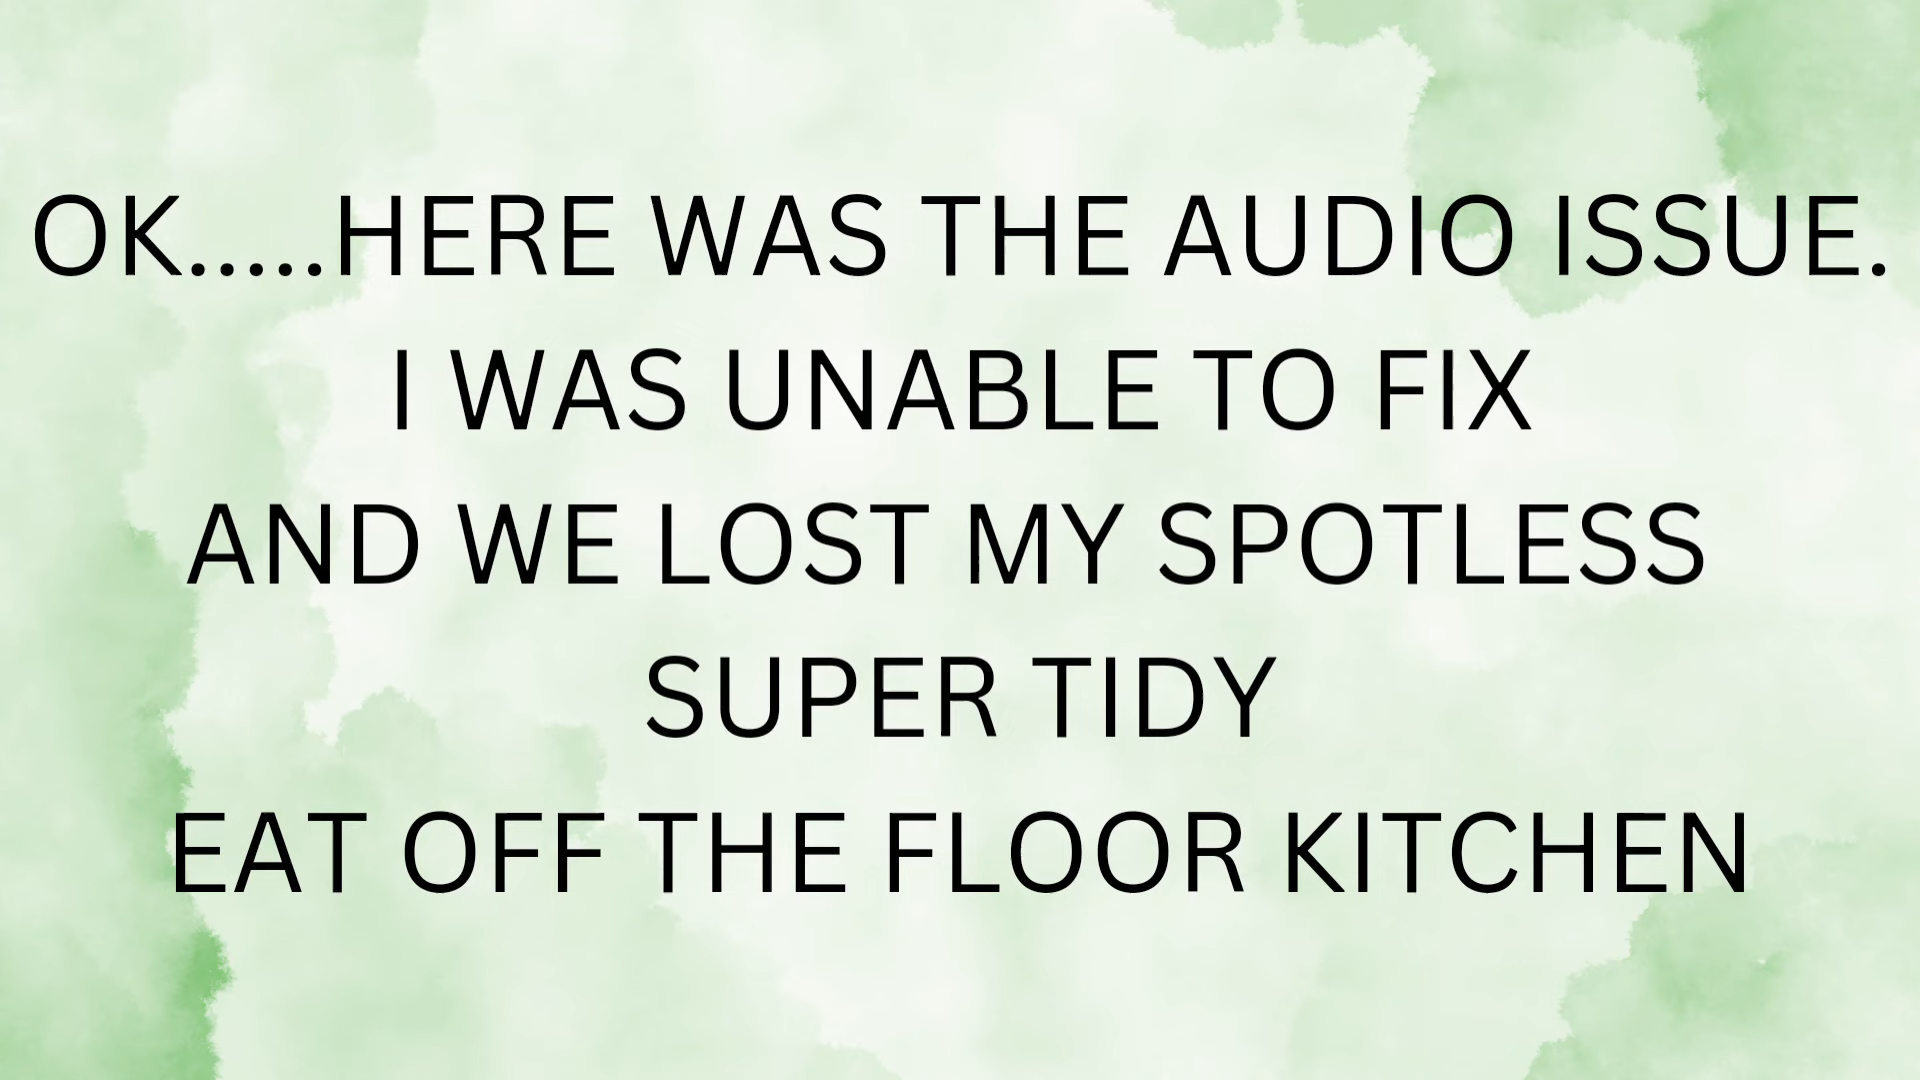 OK.....HERE WAS THE AUDIO ISSUE.
I WAS UNABLE TO FIX
AND WE LOST MY SPOTLESS
SUPER TIDY
EAT OFF THE FLOOR KITCHEN